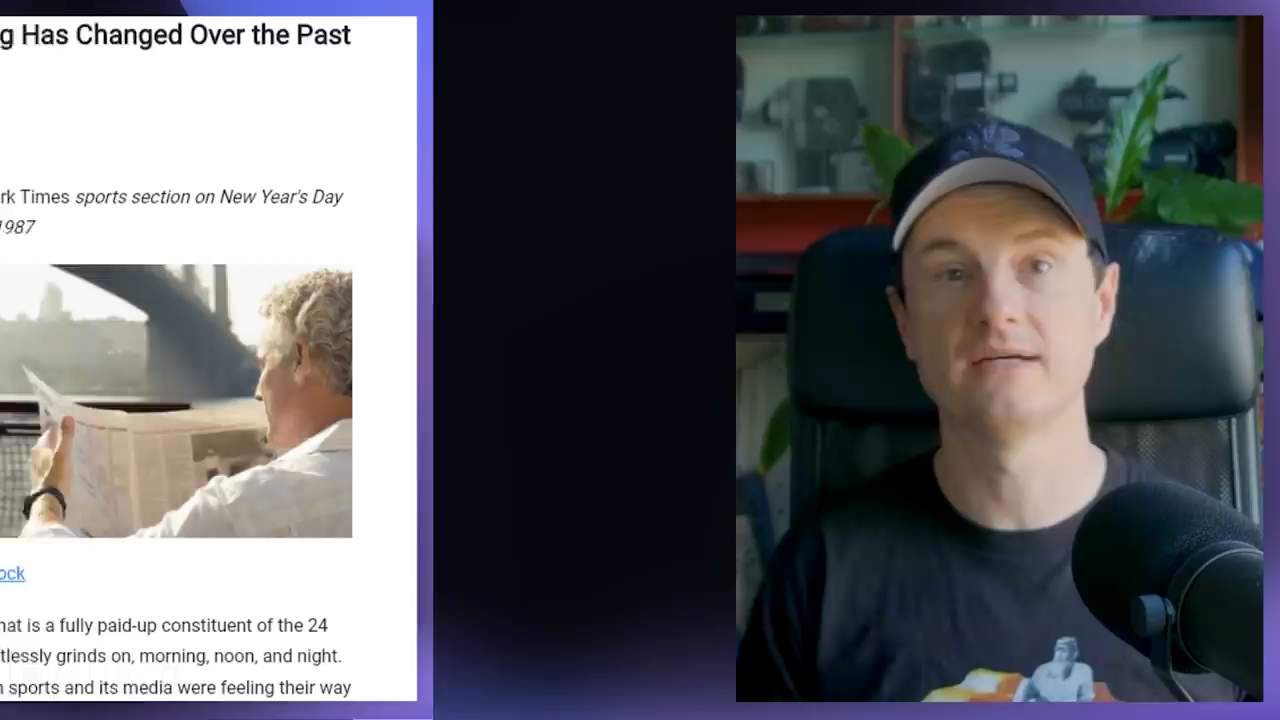 g Has Changed Over the Past
rk Times sports section on New Year's Day
1987
ock
hat is a fully paid-up constituent of the 24
tlessly grinds on, morning, noon, and night.
n sports and its media were feeling their way